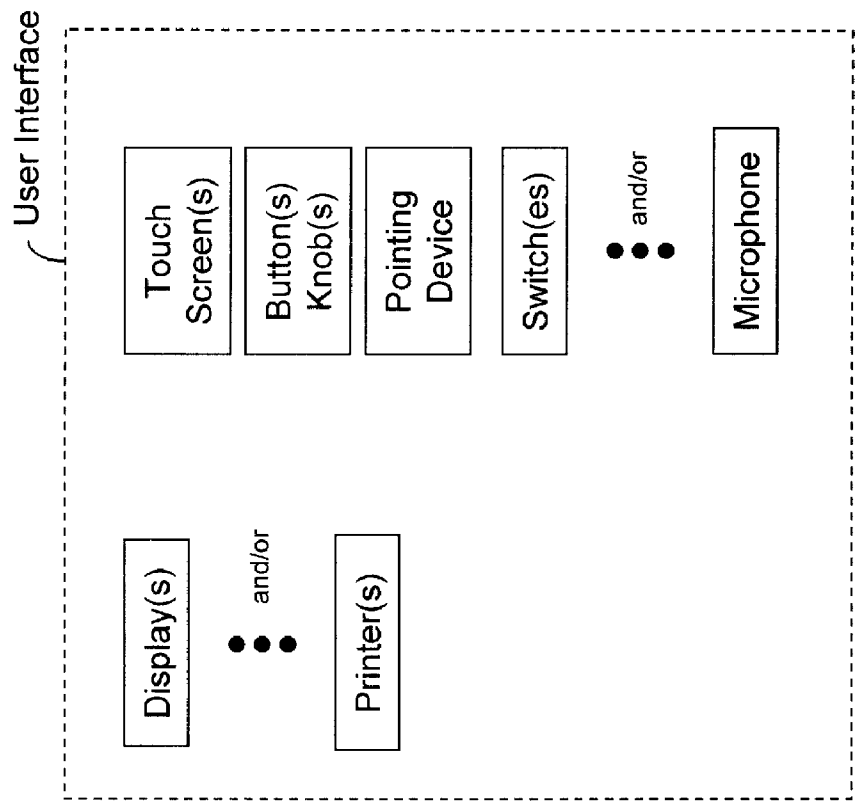 User Interface
Display(s)
and/or
Printer(s)
Touch
Screen(s)
Button(s)
Knob(s)
Pointing
Device
Switch(es)
and/or
Microphone